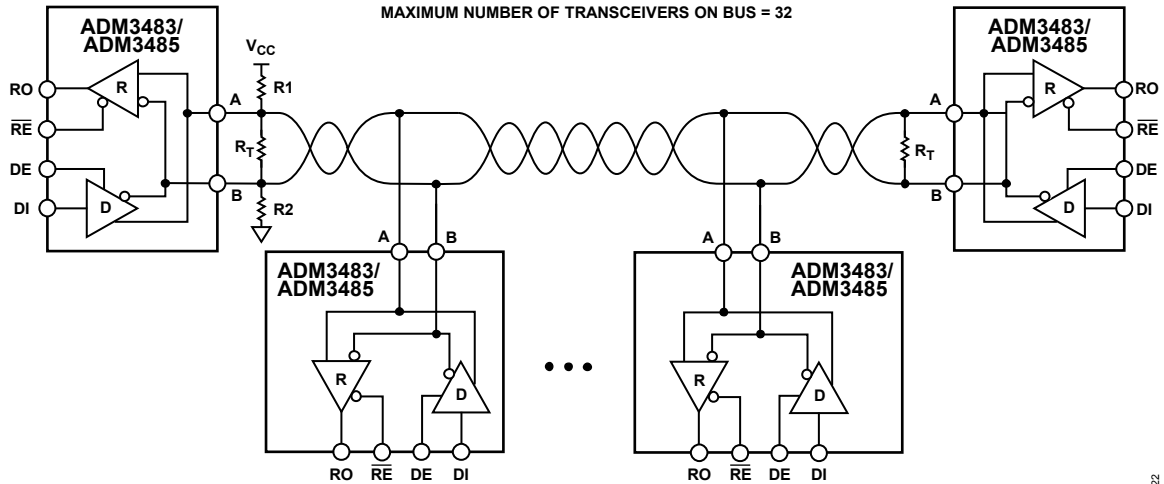 MAXIMUM NUMBER OF TRANSCEIVERS ON BUS = 32
ADM3483/
ADM3485
RO
RE
DE
DI
R
D
A
B
VCC
R1
RT
R2
ADM3483/
ADM3485
A
B
RT
R
D
RO
RE
DE
DI
A
B
ADM3483/
ADM3485
R
D
RO
RE
DE
DI
•••
A
B
ADM3483/
ADM3485
R
D
RO
RE
DE
DI
22